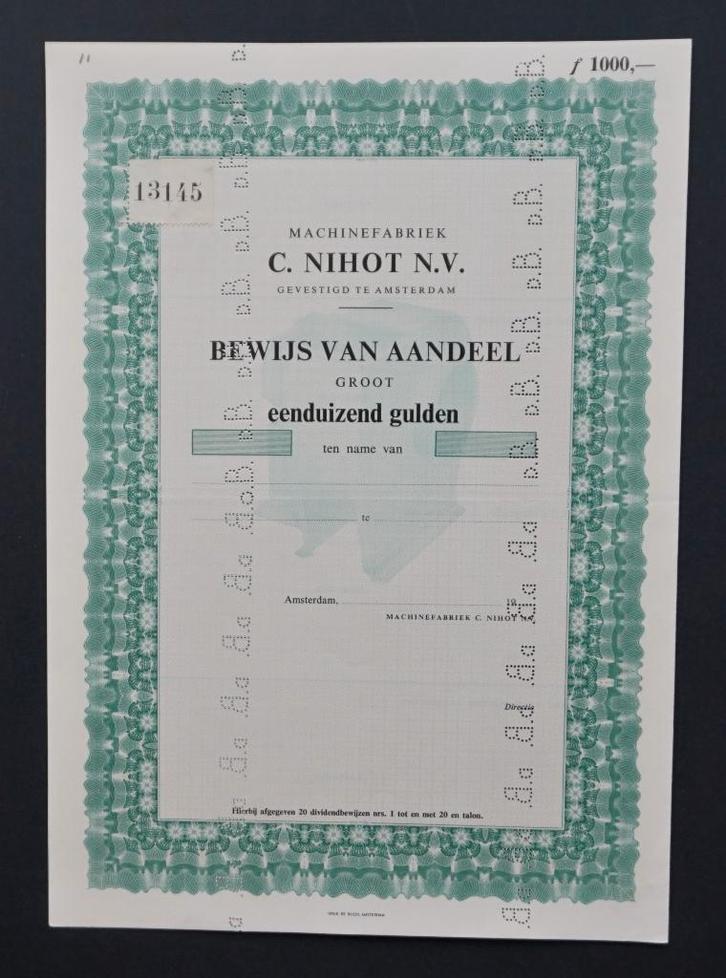 ƒ 1000,—
13145
MACHINEFABRIEK
C. NIHOT N.V.
GEVESTIGD TE AMSTERDAM
BEWIJS VAN AANDEEL
GROOT
eenduizend gulden
ten name van
te
Amsterdam, 19
MACHINEFABRIEK C. NIHOT N.V.
Directie
Hierbij afgegeven 20 dividendbewijzen nrs. 1 tot en met 20 en talon.